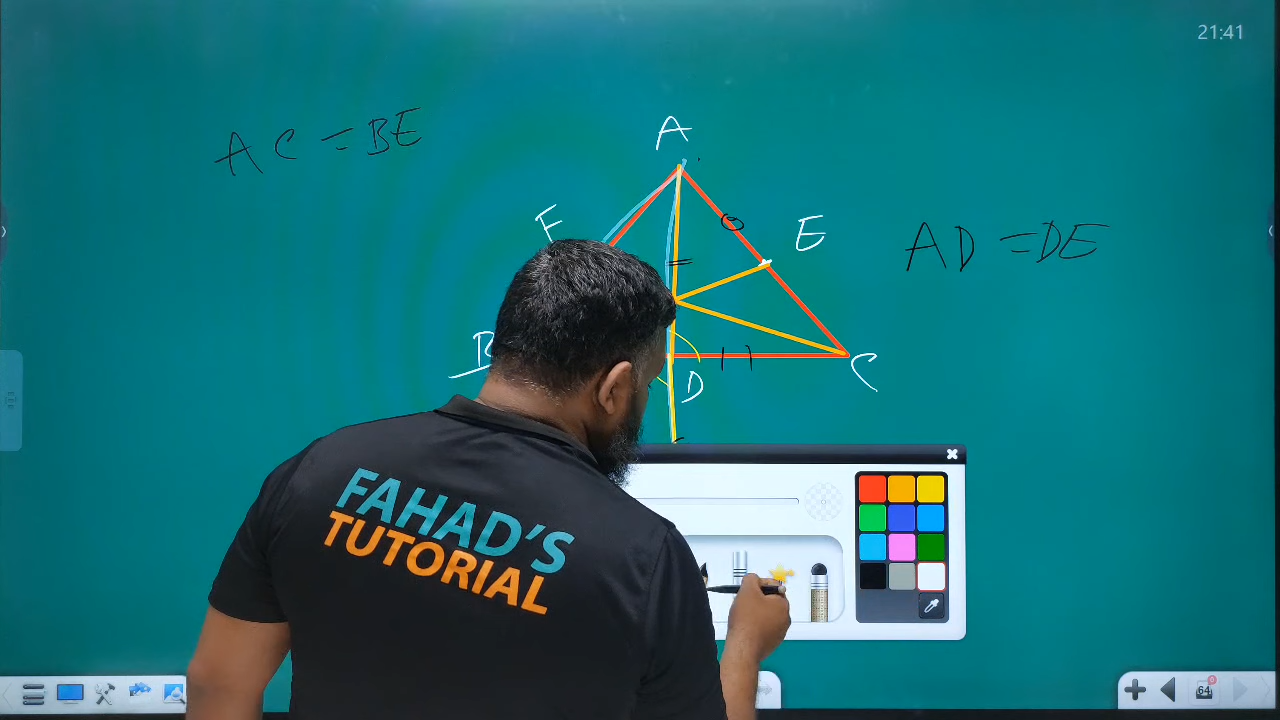 21:41
AC = BE
A
F
E
AD = DE
B
C
D
FAHAD'S
TUTORIAL
64